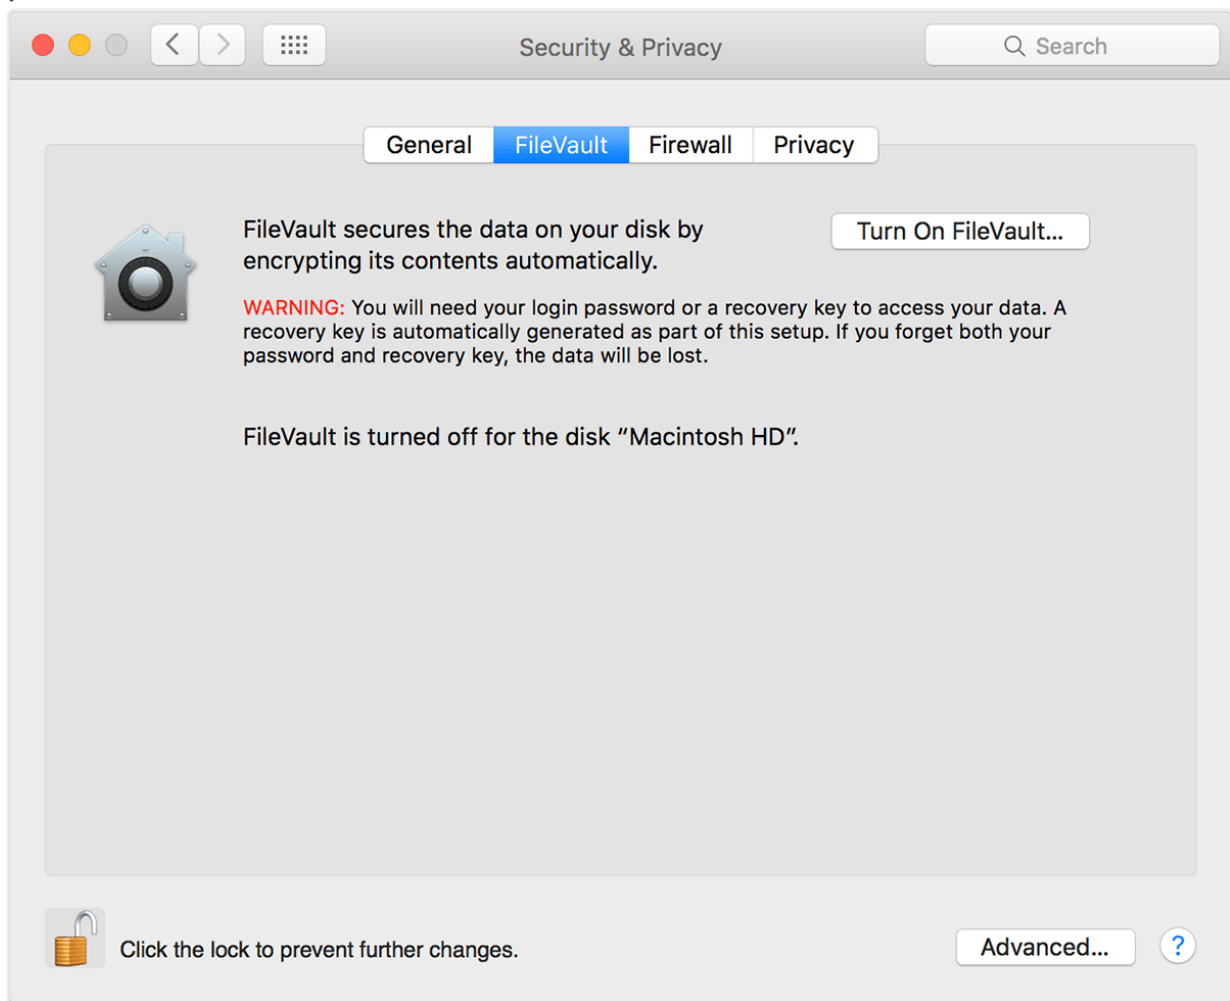 Security & Privacy
Search
General
FileVault
Firewall
Privacy
FileVault secures the data on your disk by
encrypting its contents automatically.
Turn On FileVault...
WARNING: You will need your login password or a recovery key to access your data. A
recovery key is automatically generated as part of this setup. If you forget both your
password and recovery key, the data will be lost.
FileVault is turned off for the disk “Macintosh HD”.
Click the lock to prevent further changes.
Advanced...
?